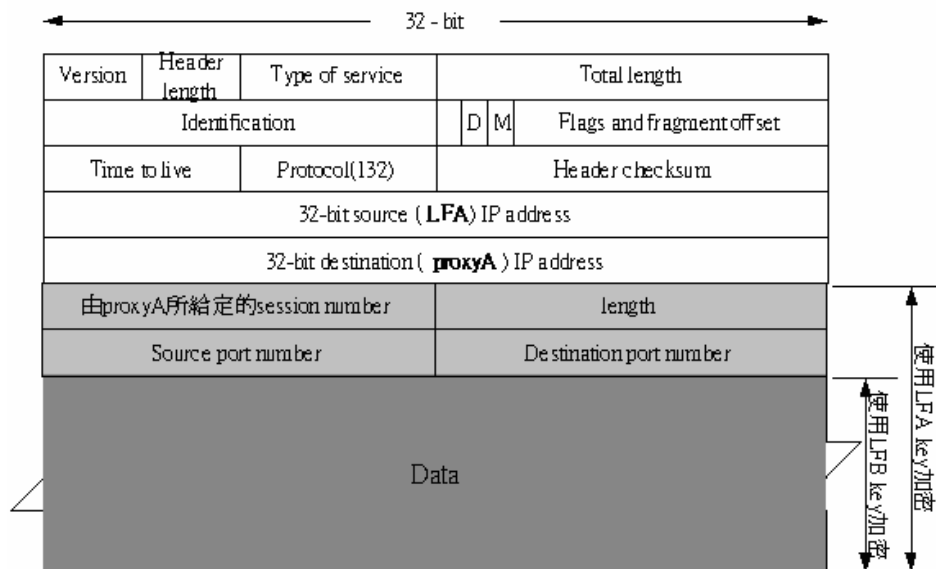 32 - bit
Version
Header
length
Type of service
Total length
Identification
D
M
Flags and fragment offset
Time to live
Protocol(132)
Header checksum
32-bit source ( LFA) IP address
32-bit destination ( proxyA ) IP address
由proxyA所給定的session number
length
Source port number
Destination port number
Data
使用LFB key加密
使用LFA key加密